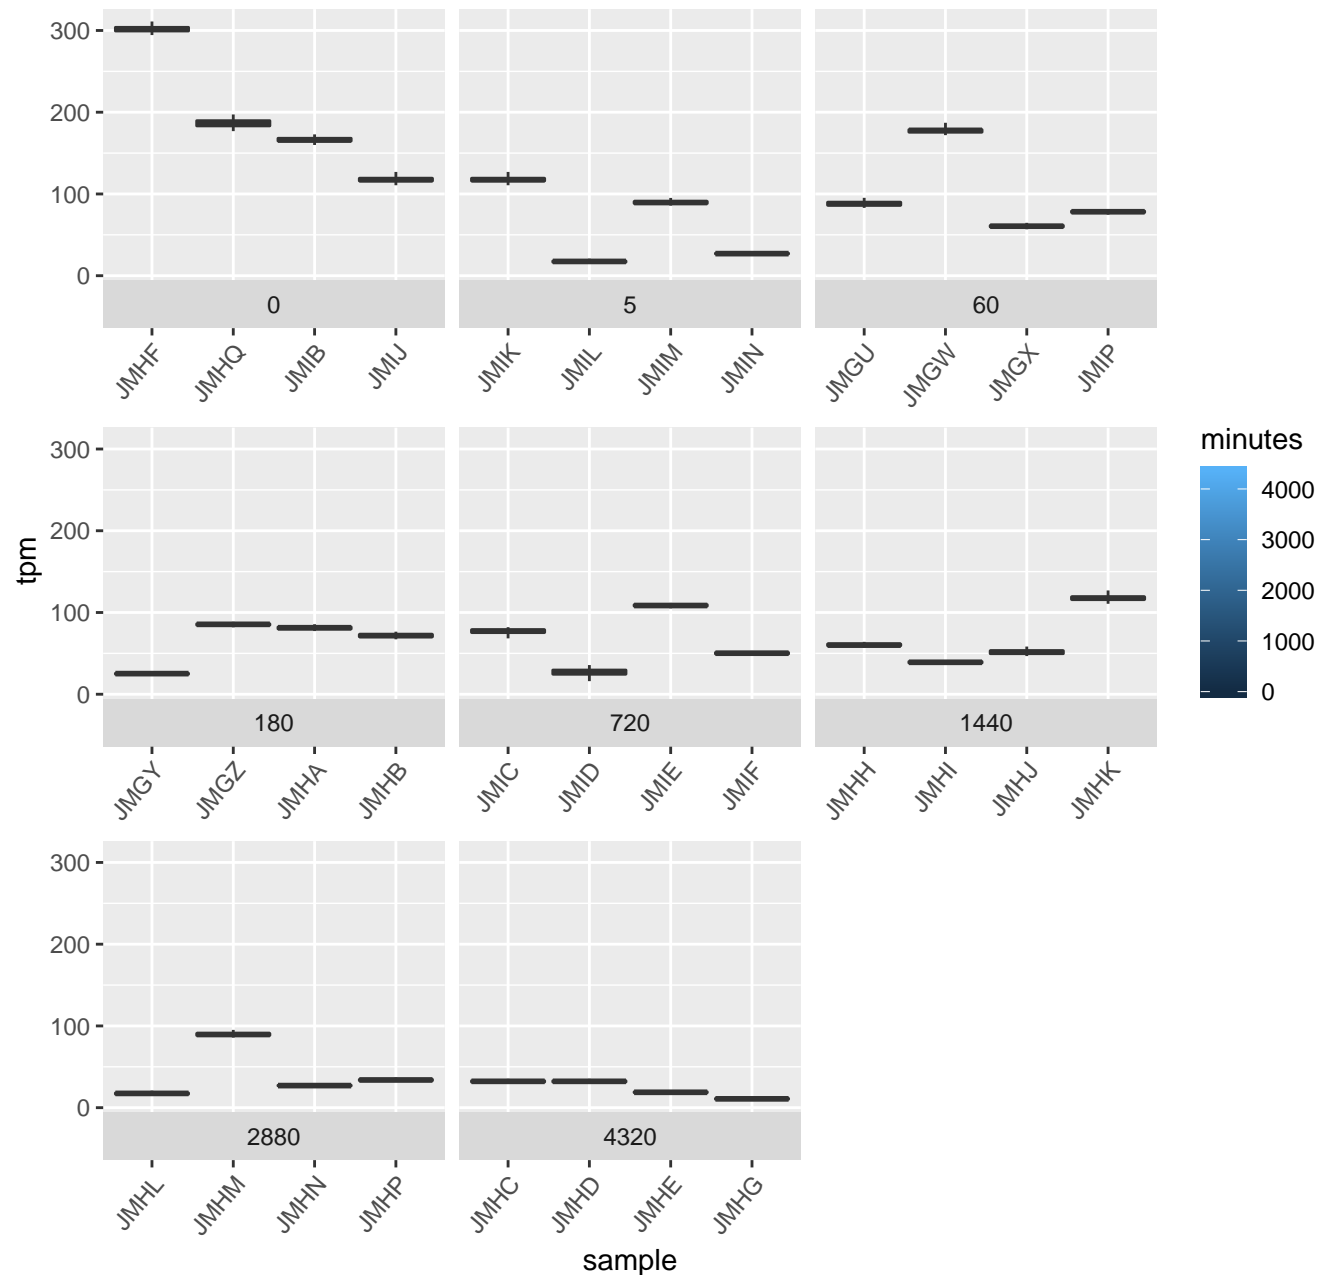 300
200
100
0
0
5
60
JMHF
JMHQ
JMIB
JMIJ
JMIK
JMIL
JMIM
JMIN
JMGU
JMGW
JMGX
JMIP
300
200
100
0
180
720
1440
JMGY
JMGZ
JMHA
JMHB
JMIC
JMID
JMIE
JMIF
JMHH
JMHI
JMHJ
JMHK
tpm
300
200
100
0
2880
4320
JMHL
JMHM
JMHN
JMHP
JMHC
JMHD
JMHE
JMHG
sample
minutes
4000
3000
2000
1000
0